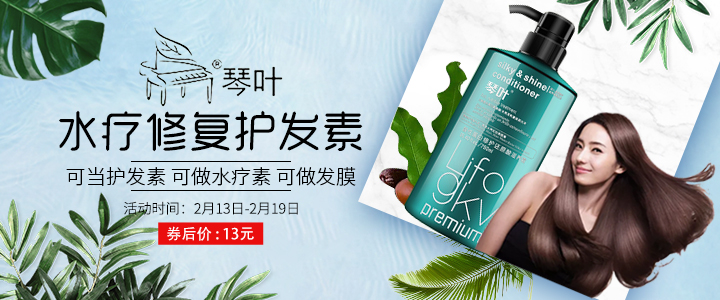 ®琴叶
水疗修复护发素
可当护发素 可做水疗素 可做发膜
活动时间：2月13日-2月19日
券后价：13元
silky & shine
conditioner
琴叶
premium